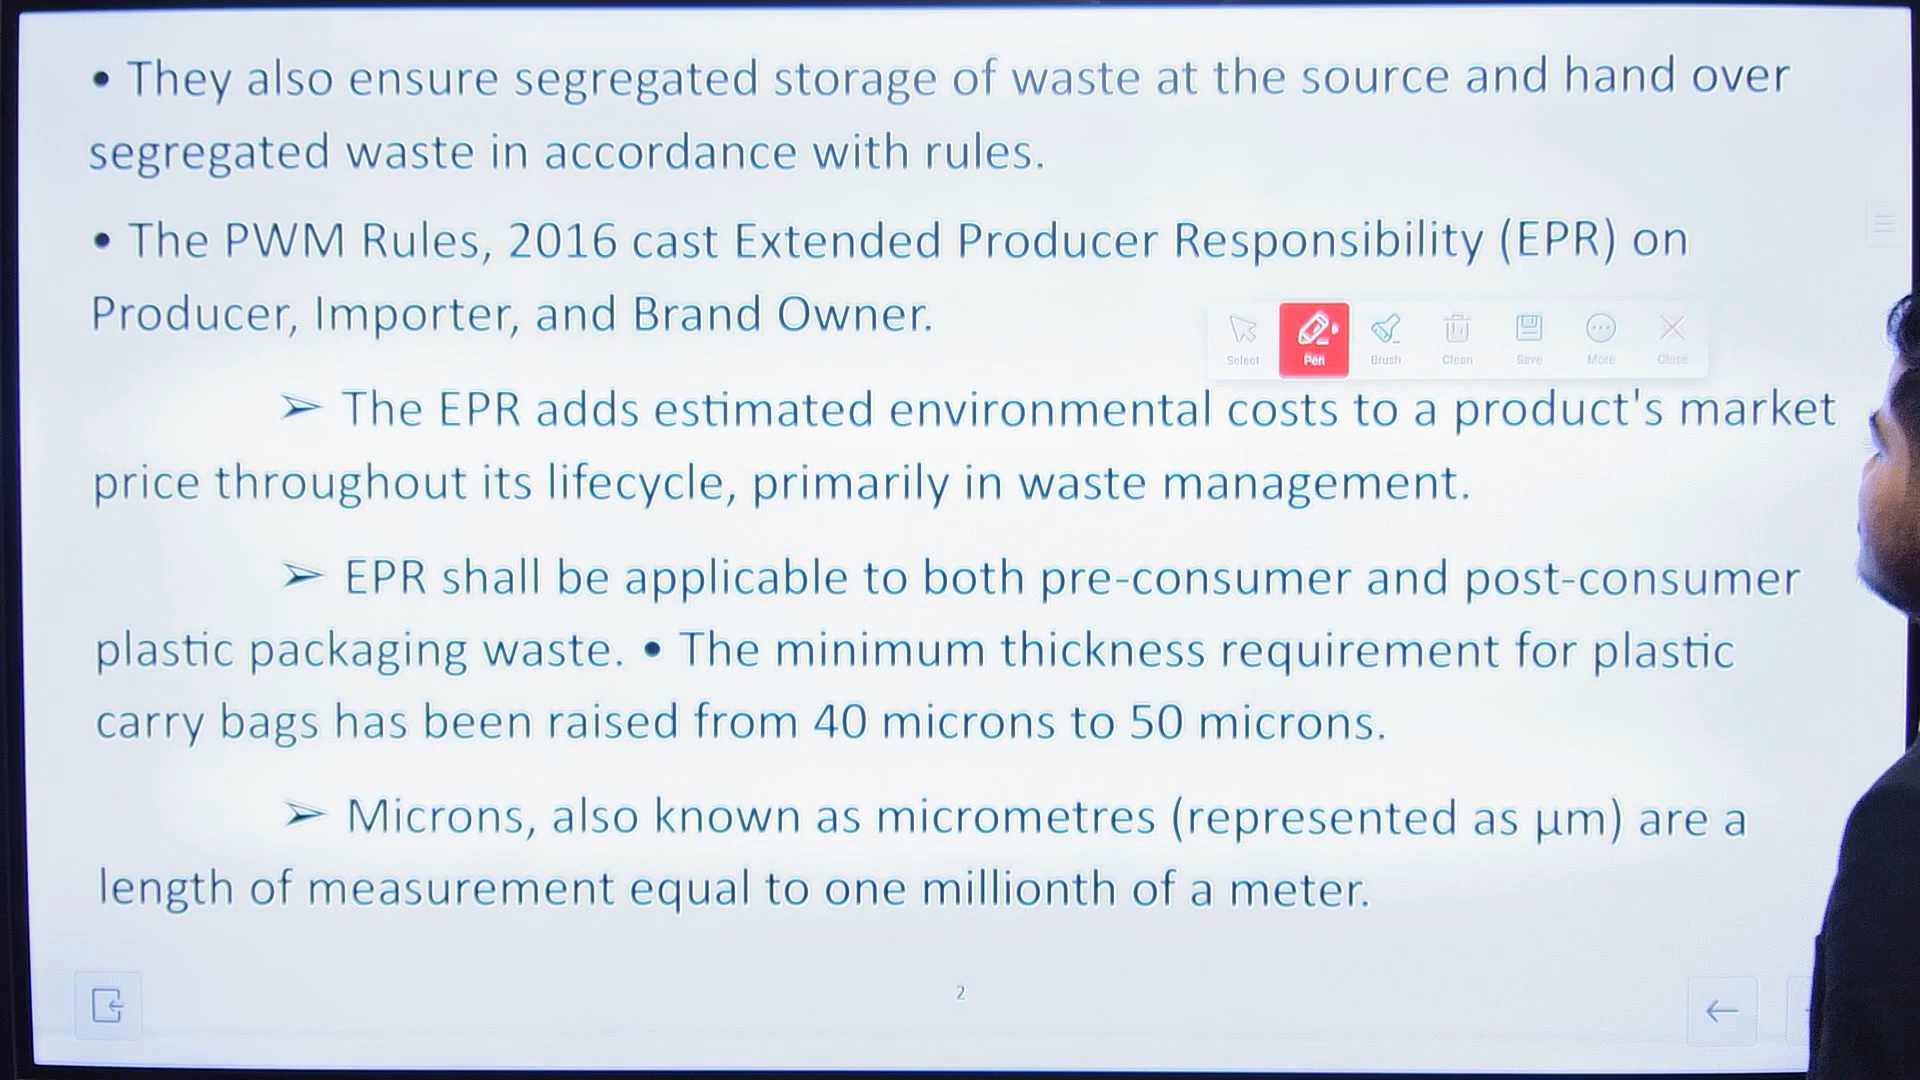 • They also ensure segregated storage of waste at the source and hand over
segregated waste in accordance with rules.
• The PWM Rules, 2016 cast Extended Producer Responsibility (EPR) on
Producer, Importer, and Brand Owner.
Select Pen Brush Clean Save More Close
➢ The EPR adds estimated environmental costs to a product's market
price throughout its lifecycle, primarily in waste management.
➢ EPR shall be applicable to both pre-consumer and post-consumer
plastic packaging waste. • The minimum thickness requirement for plastic
carry bags has been raised from 40 microns to 50 microns.
➢ Microns, also known as micrometres (represented as µm) are a
length of measurement equal to one millionth of a meter.
2